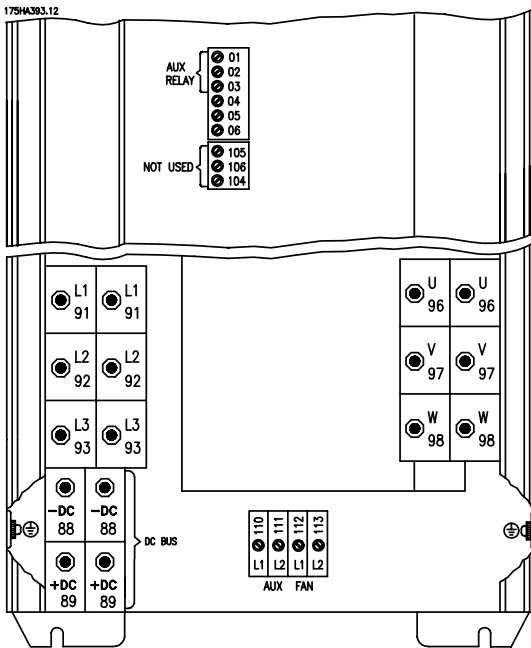 175HA393.12
AUX
RELAY
01
02
03
04
05
06
NOT USED
105
106
104
L1 L1
91 91
L2 L2
92 92
L3 L3
93 93
-DC -DC
88 88
+DC +DC
89 89
DC BUS
U U
96 96
V V
97 97
W W
98 98
110 111 112 113
L1 L2 L1 L2
AUX FAN